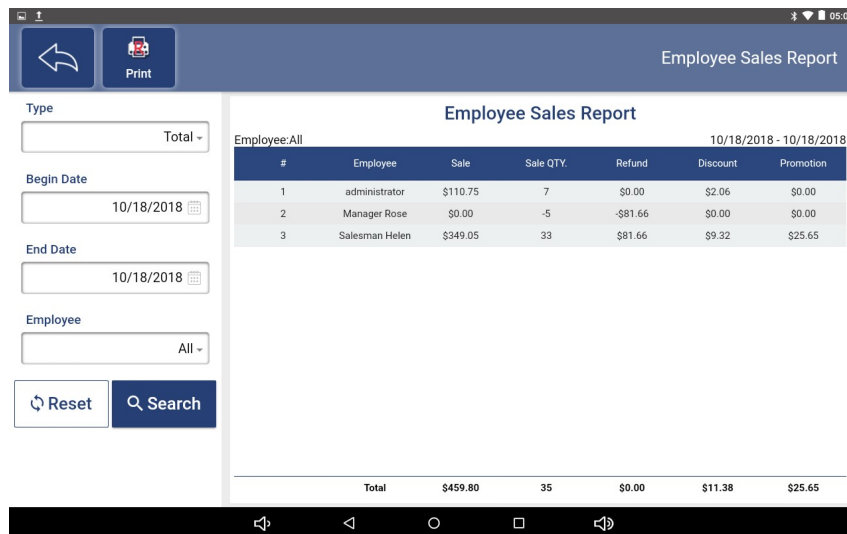 05:0
Print
Employee Sales Report
Type
Total
Begin Date
10/18/2018
End Date
10/18/2018
Employee
All
Reset Search
Employee Sales Report
Employee:All 10/18/2018 - 10/18/2018
# Employee Sale Sale QTY. Refund Discount Promotion
1 administrator $110.75 7 $0.00 $2.06 $0.00
2 Manager Rose $0.00 -5 -$81.66 $0.00 $0.00
3 Salesman Helen $349.05 33 $81.66 $9.32 $25.65
Total $459.80 35 $0.00 $11.38 $25.65